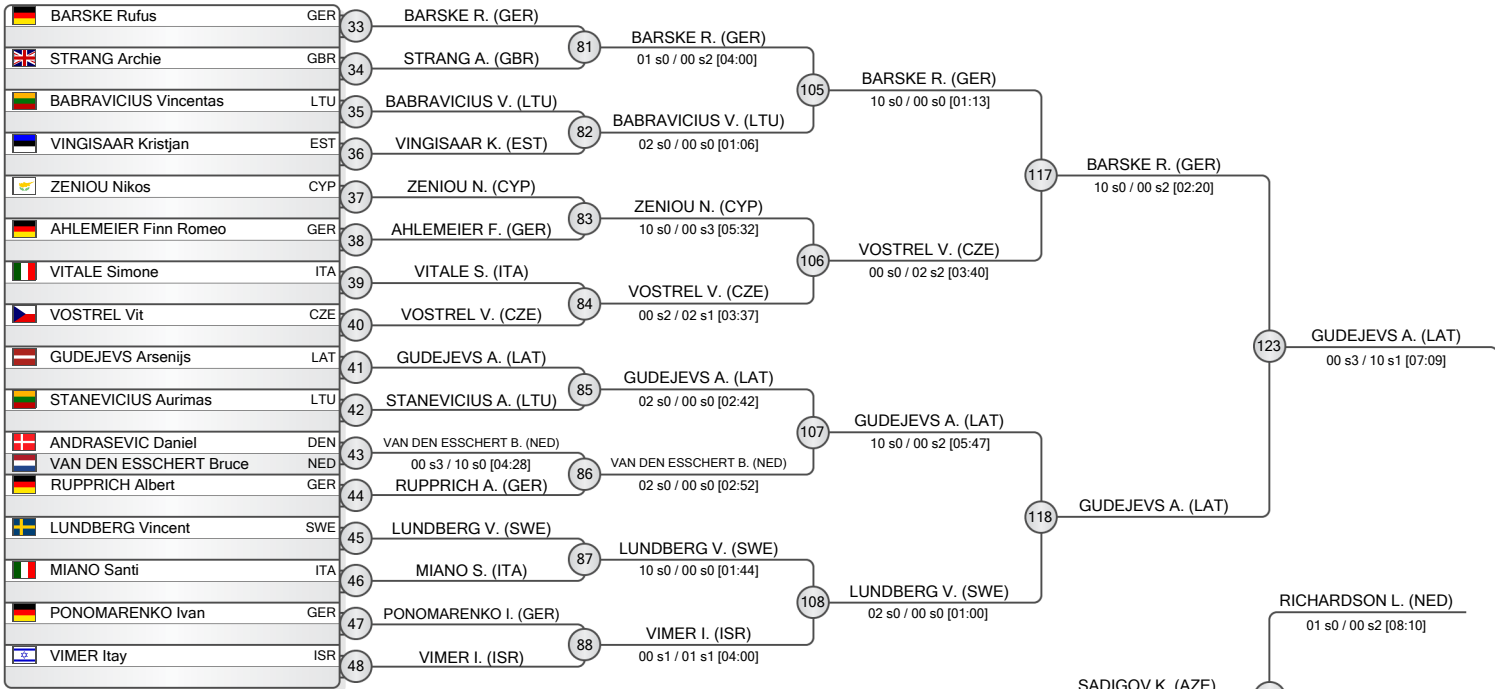 BARSKE Rufus GER
STRANG Archie GBR
BABRAVICIUS Vincentas LTU
VINGISAAR Kristjan EST
ZENIOU Nikos CYP
AHLEMEIER Finn Romeo GER
VITALE Simone ITA
VOSTREL Vit CZE
GUDEJEVS Arsenijs LAT
STANEVICIUS Aurimas LTU
ANDRASEVIC Daniel DEN
VAN DEN ESSCHERT Bruce NED
RUPPRICH Albert GER
LUNDBERG Vincent SWE
MIANO Santi ITA
PONOMARENKO Ivan GER
VIMER Itay ISR
33
34
35
36
37
38
39
40
41
42
43
44
45
46
47
48
BARSKE R. (GER)
STRANG A. (GBR)
BABRAVICIUS V. (LTU)
VINGISAAR K. (EST)
ZENIOU N. (CYP)
AHLEMEIER F. (GER)
VITALE S. (ITA)
VOSTREL V. (CZE)
GUDEJEVS A. (LAT)
STANEVICIUS A. (LTU)
VAN DEN ESSCHERT B. (NED)
00 s3 / 10 s0 [04:28]
RUPPRICH A. (GER)
LUNDBERG V. (SWE)
MIANO S. (ITA)
PONOMARENKO I. (GER)
VIMER I. (ISR)
81
82
83
84
85
86
87
88
BARSKE R. (GER)
01 s0 / 00 s2 [04:00]
BABRAVICIUS V. (LTU)
02 s0 / 00 s0 [01:06]
ZENIOU N. (CYP)
10 s0 / 00 s3 [05:32]
VOSTREL V. (CZE)
00 s2 / 02 s1 [03:37]
GUDEJEVS A. (LAT)
02 s0 / 00 s0 [02:42]
VAN DEN ESSCHERT B. (NED)
02 s0 / 00 s0 [02:52]
LUNDBERG V. (SWE)
10 s0 / 00 s0 [01:44]
VIMER I. (ISR)
00 s1 / 01 s1 [04:00]
105
106
107
108
BARSKE R. (GER)
10 s0 / 00 s0 [01:13]
VOSTREL V. (CZE)
00 s0 / 02 s2 [03:40]
GUDEJEVS A. (LAT)
10 s0 / 00 s2 [05:47]
LUNDBERG V. (SWE)
02 s0 / 00 s0 [01:00]
117
118
BARSKE R. (GER)
10 s0 / 00 s2 [02:20]
GUDEJEVS A. (LAT)
123
GUDEJEVS A. (LAT)
00 s3 / 10 s1 [07:09]
RICHARDSON L. (NED)
01 s0 / 00 s2 [08:10]
SADIGOV K. (AZE)